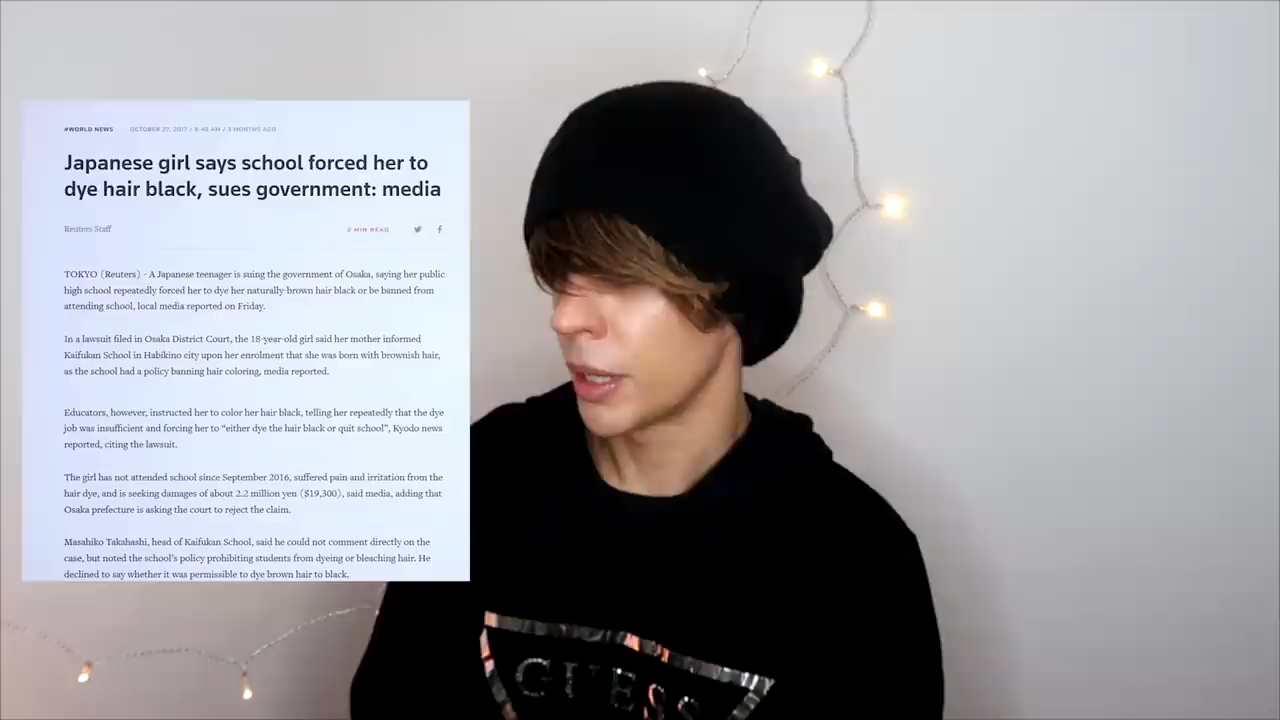 #WORLD NEWS OCTOBER 27, 2017 / 6:40 AM / 3 MONTHS AGO
Japanese girl says school forced her to
dye hair black, sues government: media
Reuters Staff 2 MIN READ
TOKYO (Reuters) - A Japanese teenager is suing the government of Osaka, saying her public
high school repeatedly forced her to dye her naturally-brown hair black or be banned from
attending school, local media reported on Friday.
In a lawsuit filed in Osaka District Court, the 18-year-old girl said her mother informed
Kaifukan School in Habikino city upon her enrolment that she was born with brownish hair,
as the school had a policy banning hair coloring, media reported.
Educators, however, instructed her to color her hair black, telling her repeatedly that the dye
job was insufficient and forcing her to “either dye the hair black or quit school”, Kyodo news
reported, citing the lawsuit.
The girl has not attended school since September 2016, suffered pain and irritation from the
hair dye, and is seeking damages of about 2.2 million yen ($19,300), said media, adding that
Osaka prefecture is asking the court to reject the claim.
Masahiko Takahashi, head of Kaifukan School, said he could not comment directly on the
case, but noted the school’s policy prohibiting students from dyeing or bleaching hair. He
declined to say whether it was permissible to dye brown hair to black.
GUESS